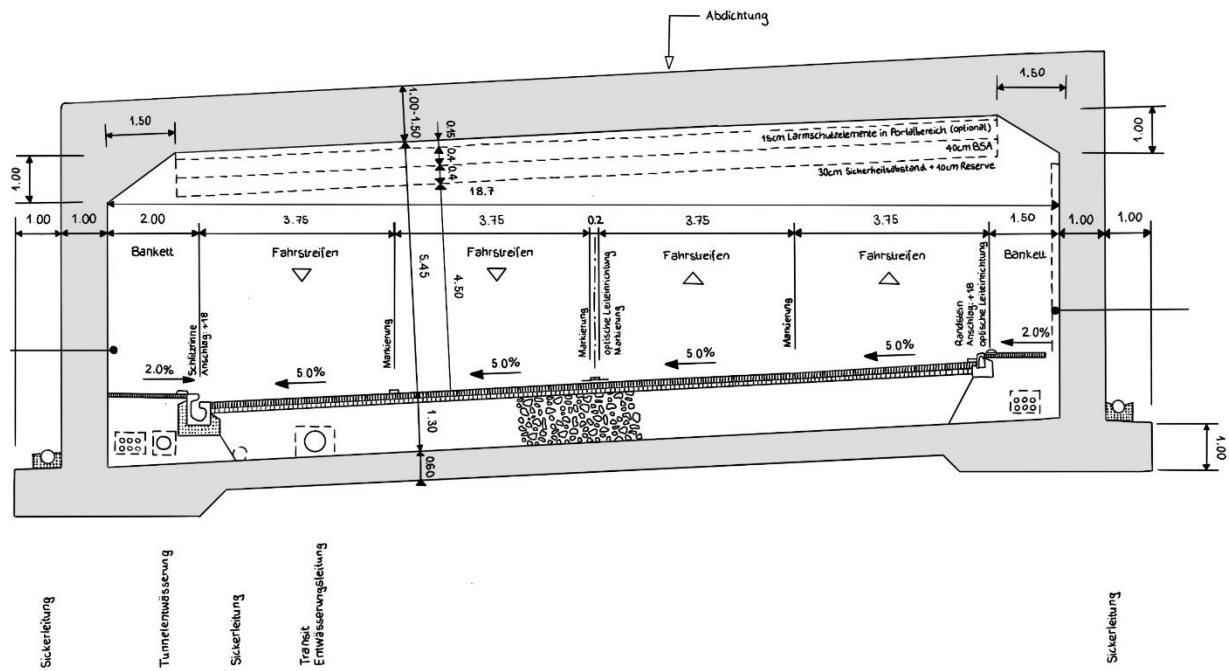 Abdichtung
1.50
1.50
1.00-1.50
0.15
15cm Lärmschutzelemente in Portalbereich (optional)
1.00
1.00
0.4
40cm BSA
0.4
30cm Sicherheitsabstand + 10cm Reserve
18.7
1.00
1.00
2.00
3.75
3.75
0.2
3.75
3.75
1.50
1.00
1.00
Bankett
Fahrstreifen
Fahrstreifen
Fahrstreifen
Fahrstreifen
Bankett
5.45
4.50
Schlitzrinne
Anschlag: +18
Markierung
Markierung
optische Leiteinrichtung
Markierung
Markierung
Randstein
Anschlag: +18
optische Leiteinrichtung
2.0%
5.0%
5.0%
5.0%
5.0%
2.0%
1.30
0.60
1.00
Sickerleitung
Tunnelentwässerung
Sickerleitung
Transit
Entwässerungsleitung
Sickerleitung